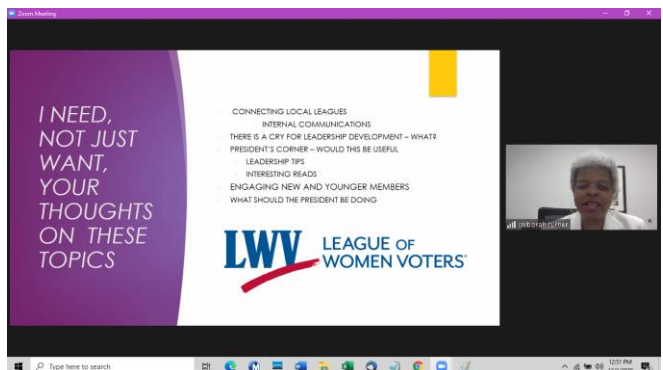 Zoom Meeting
I NEED,
NOT JUST
WANT,
YOUR
THOUGHTS
ON THESE
TOPICS
CONNECTING LOCAL LEAGUES
INTERNAL COMMUNICATIONS
THERE IS A CRY FOR LEADERSHIP DEVELOPMENT – WHAT?
PRESIDENT'S CORNER – WOULD THIS BE USEFUL
LEADERSHIP TIPS
INTERESTING READS
ENGAGING NEW AND YOUNGER MEMBERS
WHAT SHOULD THE PRESIDENT BE DOING
LWV LEAGUE OF
WOMEN VOTERS®
deborah turner
Type here to search
12:51 PM